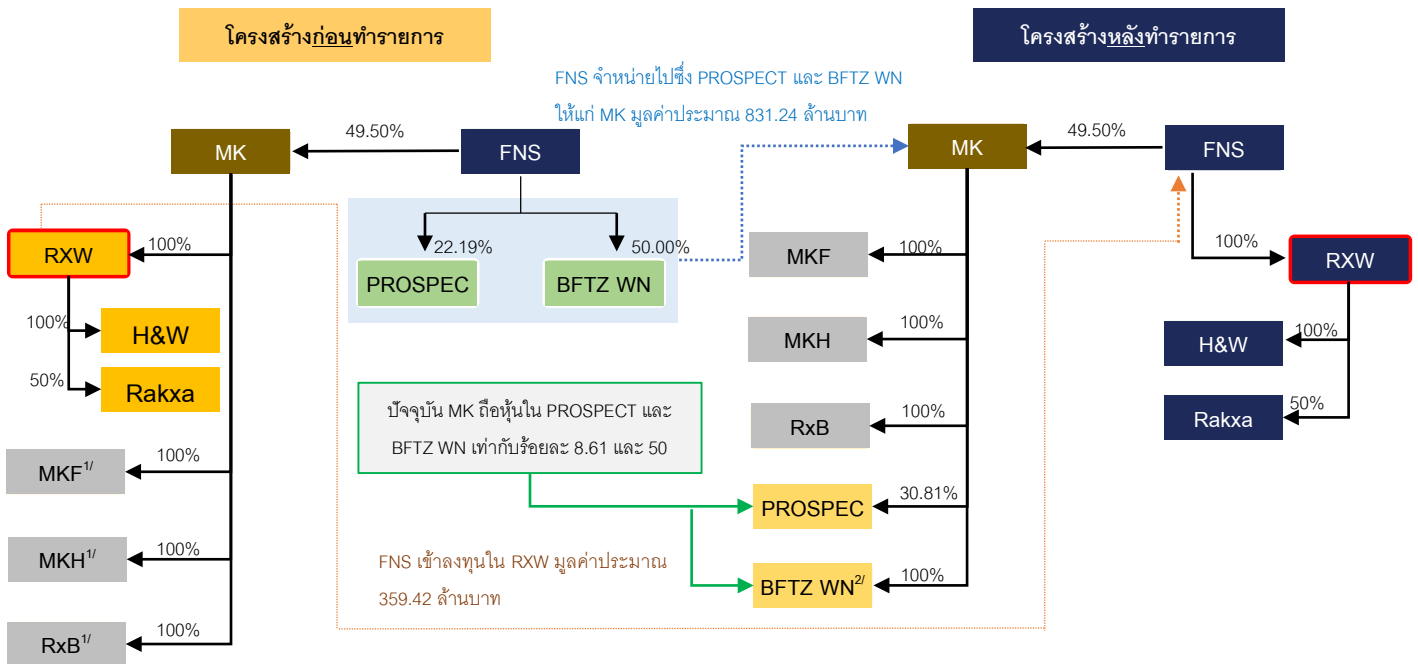 โครงสร้างก่อนทำรายการ
โครงสร้างหลังทำรายการ
FNS จำหน่ายไปซึ่ง PROSPECT และ BFTZ WN
ให้แก่ MK มูลค่าประมาณ 831.24 ล้านบาท
MK
49.50%
FNS
MK
49.50%
FNS
RXW
100%
22.19%
50.00%
PROSPEC
BFTZ WN
100%
H&W
50%
Rakxa
MKF1/
100%
MKH1/
100%
RxB1/
100%
ปัจจุบัน MK ถือหุ้นใน PROSPECT และ
BFTZ WN เท่ากับร้อยละ 8.61 และ 50
FNS เข้าลงทุนใน RXW มูลค่าประมาณ
359.42 ล้านบาท
MKF
100%
MKH
100%
RxB
100%
PROSPEC
30.81%
BFTZ WN2/
100%
100%
RXW
H&W
100%
Rakxa
50%